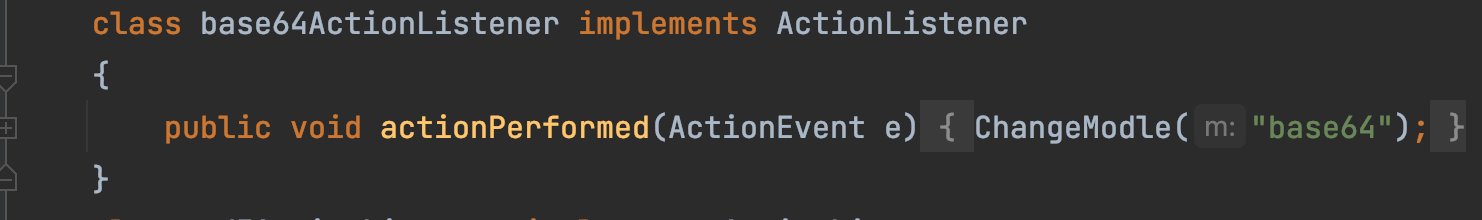 class base64ActionListener implements ActionListener
{
public void actionPerformed(ActionEvent e) { ChangeModle( m: "base64"); }
}